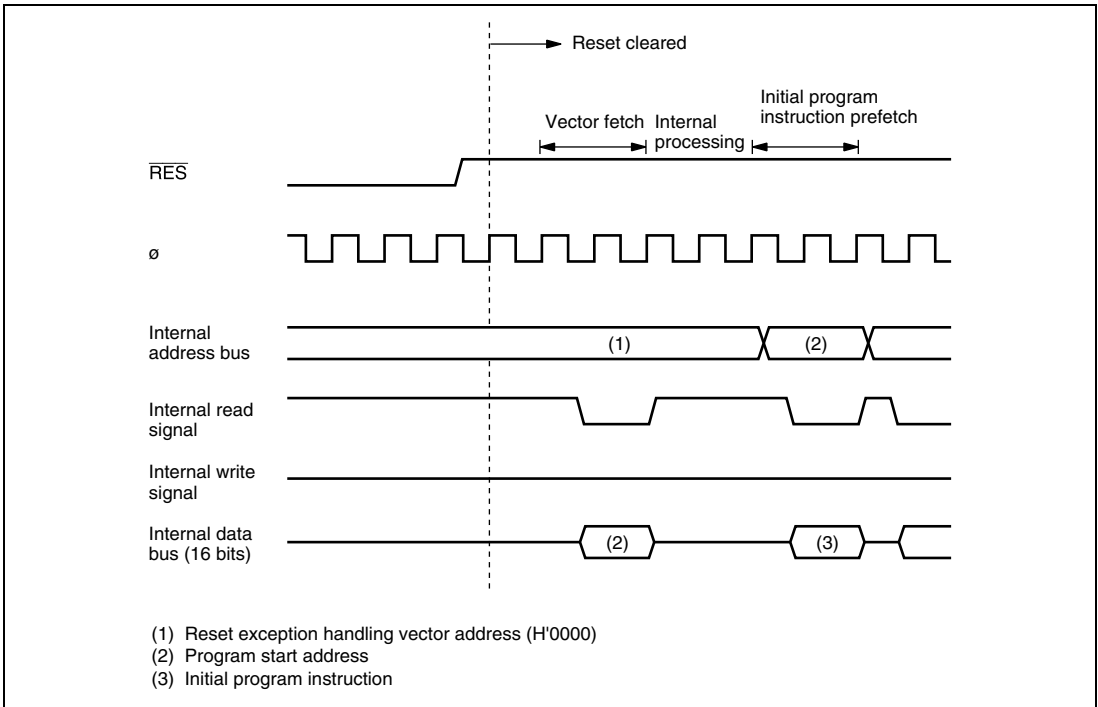 Reset cleared
Initial program
instruction prefetch
Vector fetch
Internal
processing
RES
ø
Internal
address bus
(1)
(2)
Internal read
signal
Internal write
signal
Internal data
bus (16 bits)
(2)
(3)
(1) Reset exception handling vector address (H'0000)
(2) Program start address
(3) Initial program instruction